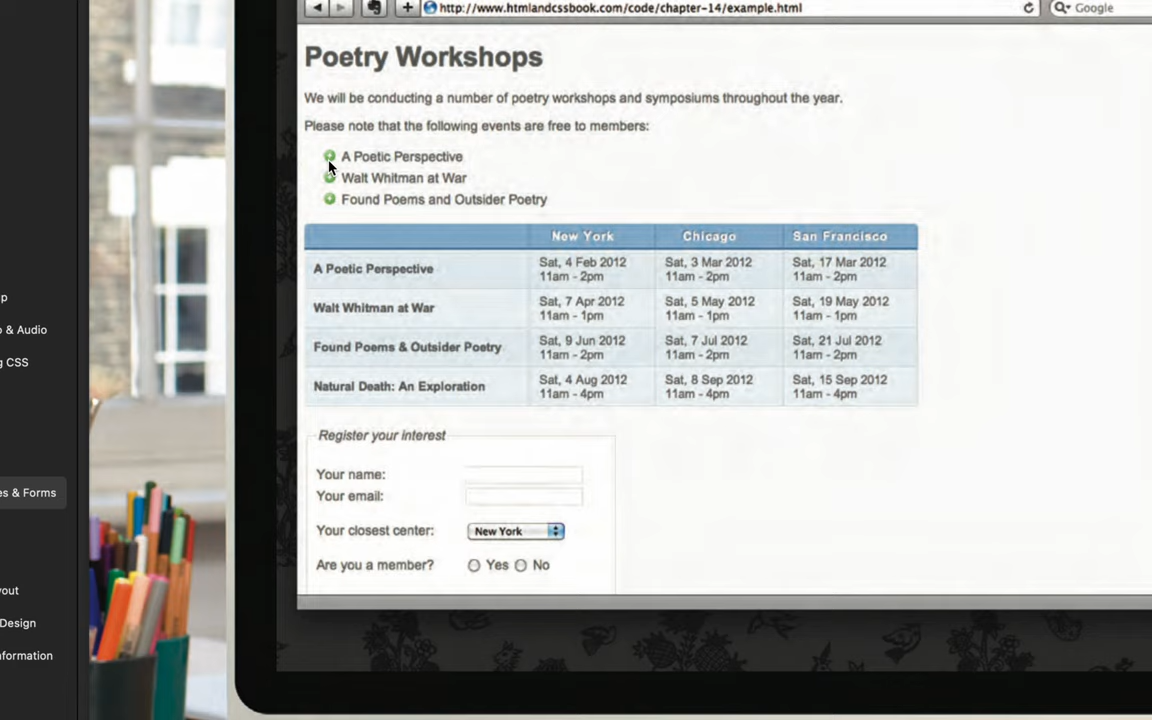 http://www.htmlandcssbook.com/code/chapter-14/example.html
Google
Poetry Workshops
We will be conducting a number of poetry workshops and symposiums throughout the year.
Please note that the following events are free to members:
A Poetic Perspective
Walt Whitman at War
Found Poems and Outsider Poetry
New York Chicago San Francisco
A Poetic Perspective
Sat, 4 Feb 2012 Sat, 3 Mar 2012 Sat, 17 Mar 2012
11am - 2pm 11am - 2pm 11am - 2pm
Walt Whitman at War
Sat, 7 Apr 2012 Sat, 5 May 2012 Sat, 19 May 2012
11am - 1pm 11am - 1pm 11am - 1pm
Found Poems & Outsider Poetry
Sat, 9 Jun 2012 Sat, 7 Jul 2012 Sat, 21 Jul 2012
11am - 2pm 11am - 2pm 11am - 2pm
Natural Death: An Exploration
Sat, 4 Aug 2012 Sat, 8 Sep 2012 Sat, 15 Sep 2012
11am - 4pm 11am - 4pm 11am - 4pm
Register your interest
Your name:
Your email:
Your closest center: New York
Are you a member? Yes No
p
o & Audio
g CSS
es & Forms
yout
Design
nformation